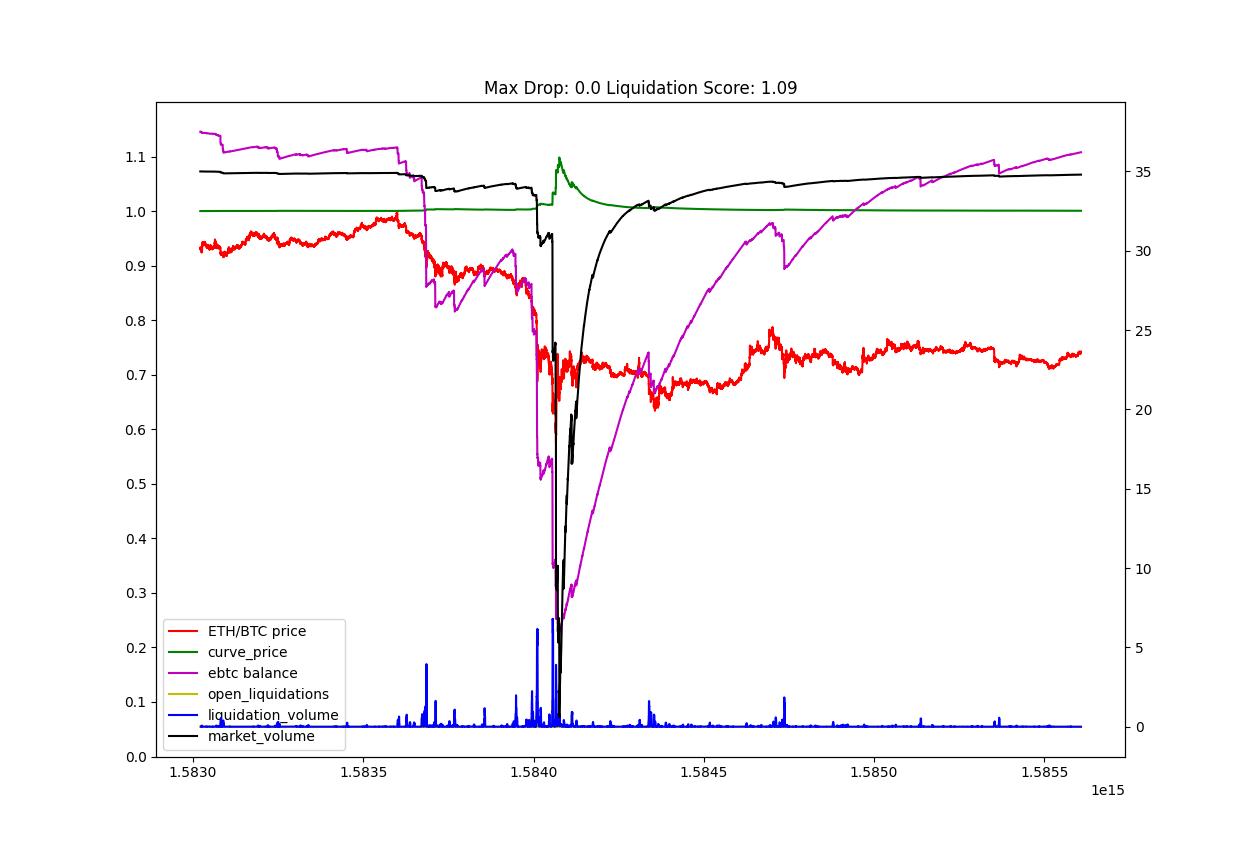 Max Drop: 0.0 Liquidation Score: 1.09
1.1
1.0
0.9
0.8
0.7
0.6
0.5
0.4
0.3
0.2
0.1
0.0
35
30
25
20
15
10
5
0
ETH/BTC price
curve_price
ebtc balance
open_liquidations
liquidation_volume
market_volume
1.5830 1.5835 1.5840 1.5845 1.5850 1.5855
1e15